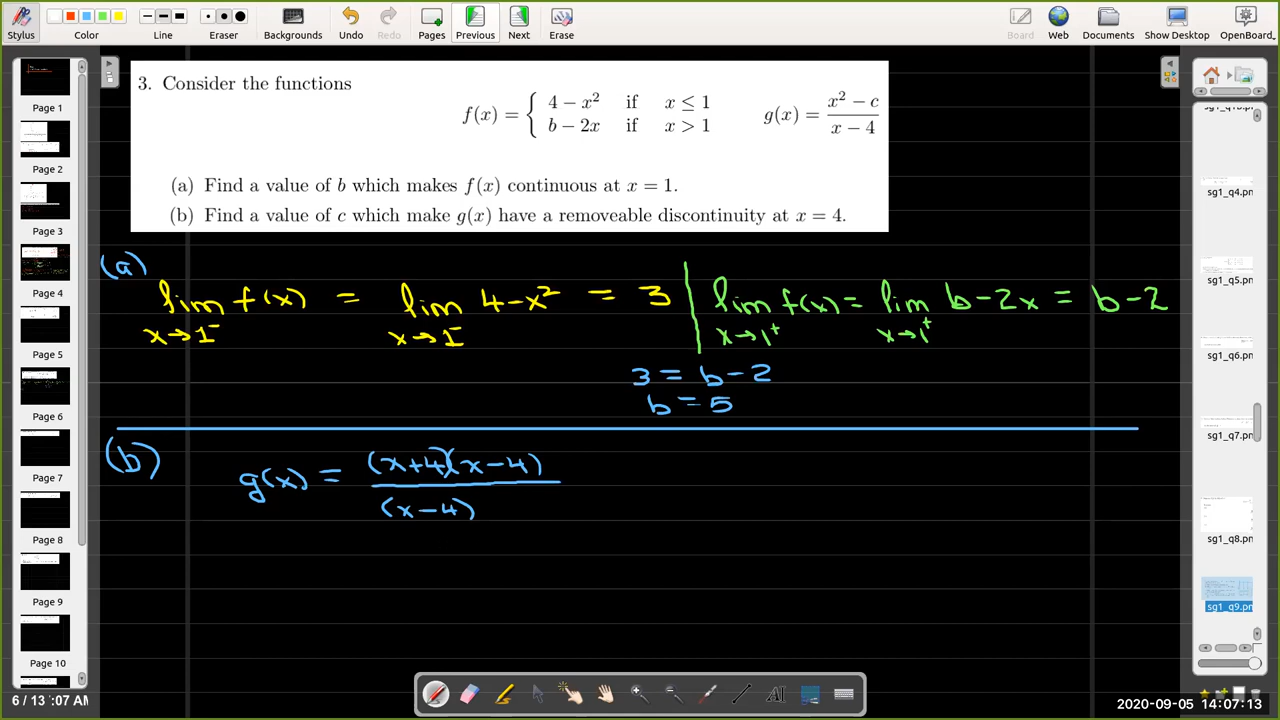 Stylus
Color
Line
Eraser
Backgrounds
Undo
Redo
Pages
Previous
Next
Erase
Board
Web
Documents
Show Desktop
OpenBoard
3. Consider the functions
f(x) = { 4 − x² if x ≤ 1
b − 2x if x > 1
g(x) = (x² − c)/(x − 4)
(a) Find a value of b which makes f(x) continuous at x = 1.
(b) Find a value of c which make g(x) have a removeable discontinuity at x = 4.
(a)
lim x→1⁻ f(x) = lim x→1⁻ 4−x² = 3
lim x→1⁺ f(x) = lim x→1⁺ b−2x = b−2
3 = b−2
b = 5
(b)
g(x) = (x+4)(x−4)/(x−4)
Page 1
Page 2
Page 3
Page 4
Page 5
Page 6
Page 7
Page 8
Page 9
Page 10
6 / 13
:07 AM
sg1_q4.
sg1_q5
sg1_q6.
sg1_q7.
sg1_q8.
sg1_q9.pn
AI
2020-09-05 14:07:13